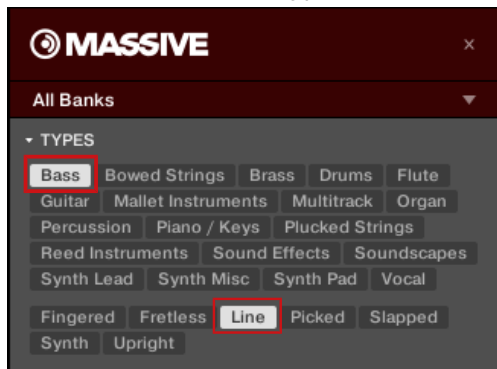 MASSIVE ×
All Banks
TYPES
Bass Bowed Strings Brass Drums Flute
Guitar Mallet Instruments Multitrack Organ
Percussion Piano / Keys Plucked Strings
Reed Instruments Sound Effects Soundscapes
Synth Lead Synth Misc Synth Pad Vocal
Fingered Fretless Line Picked Slapped
Synth Upright